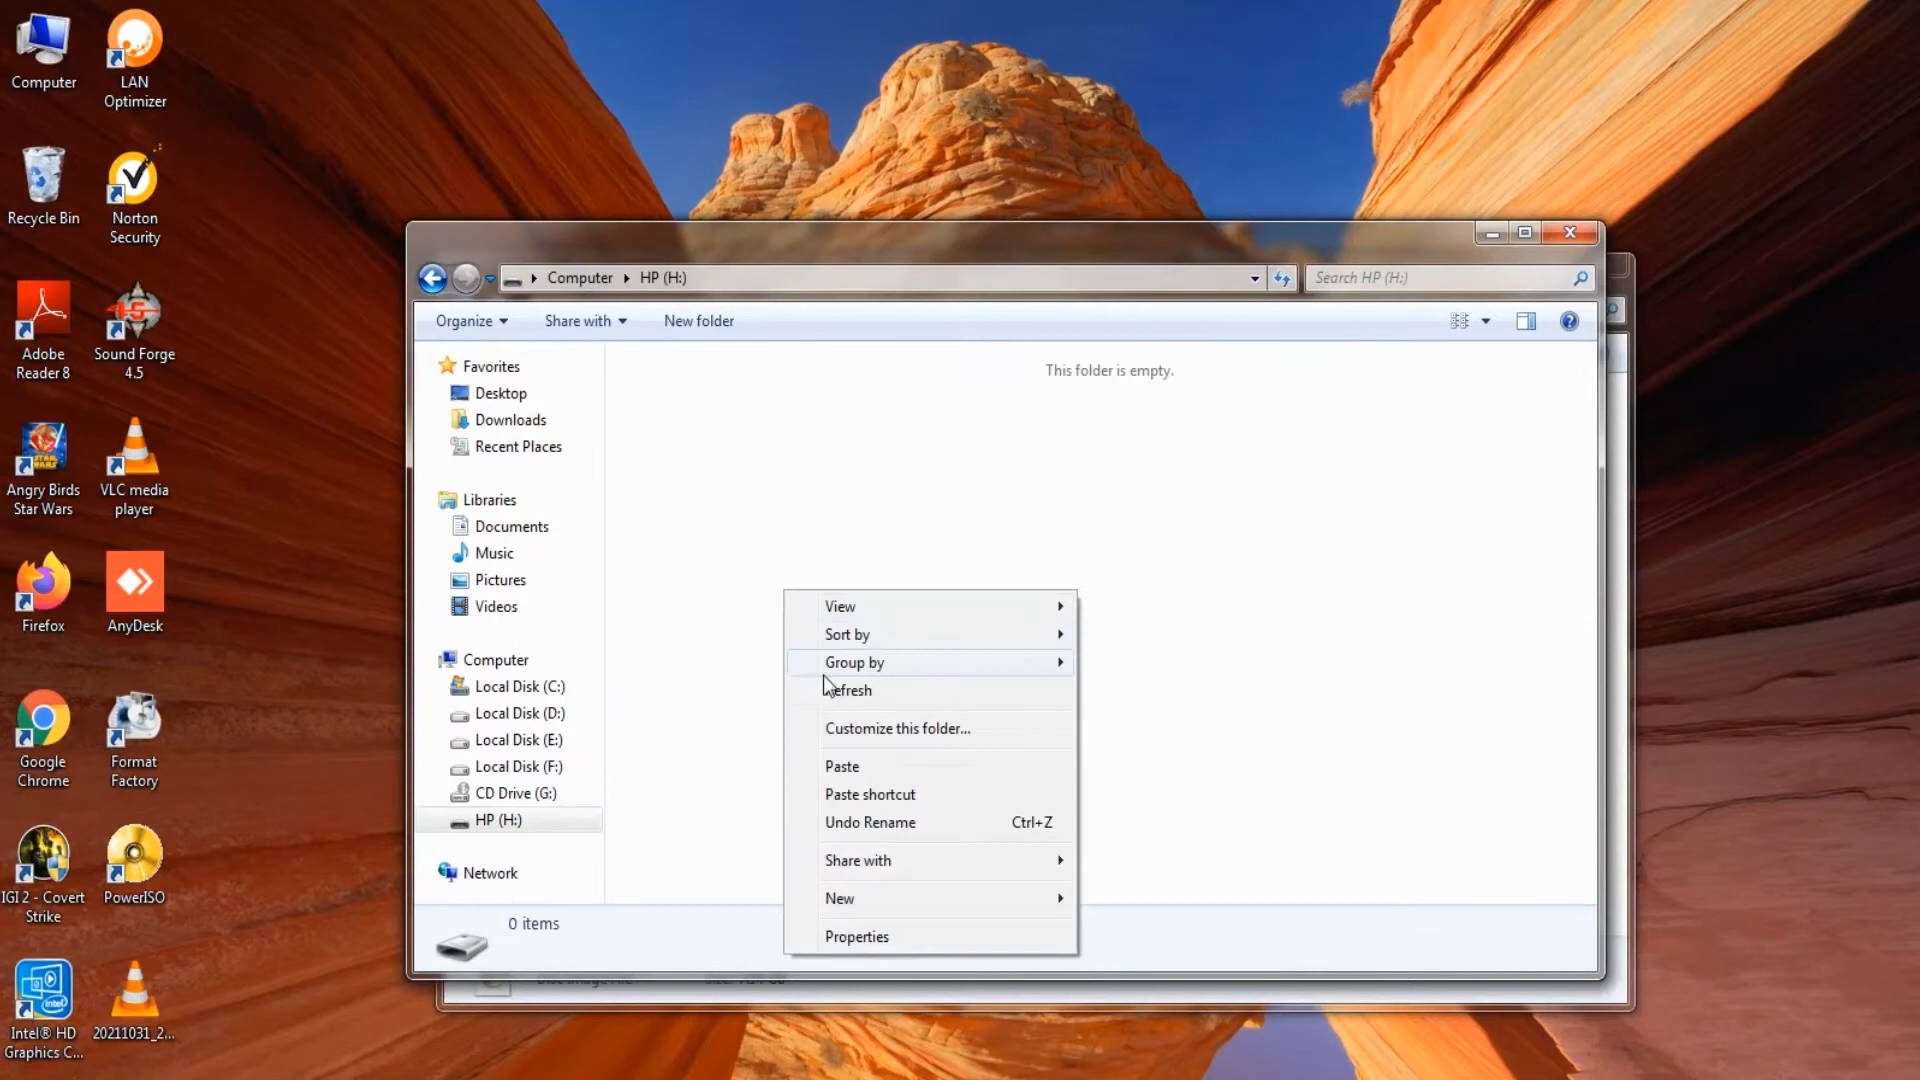 Computer
LAN
Optimizer
Recycle Bin
Norton
Security
Adobe
Reader 8
Sound Forge
4.5
Angry Birds
Star Wars
VLC media
player
Firefox
AnyDesk
Google
Chrome
Format
Factory
IGI 2 - Covert
Strike
PowerISO
Intel® HD
Graphics C...
20211031_2...
Computer
HP (H:)
Search HP (H:)
Organize
Share with
New folder
Favorites
Desktop
Downloads
Recent Places
Libraries
Documents
Music
Pictures
Videos
Computer
Local Disk (C:)
Local Disk (D:)
Local Disk (E:)
Local Disk (F:)
CD Drive (G:)
HP (H:)
Network
This folder is empty.
View
Sort by
Group by
Refresh
Customize this folder...
Paste
Paste shortcut
Undo Rename Ctrl+Z
Share with
New
Properties
0 items